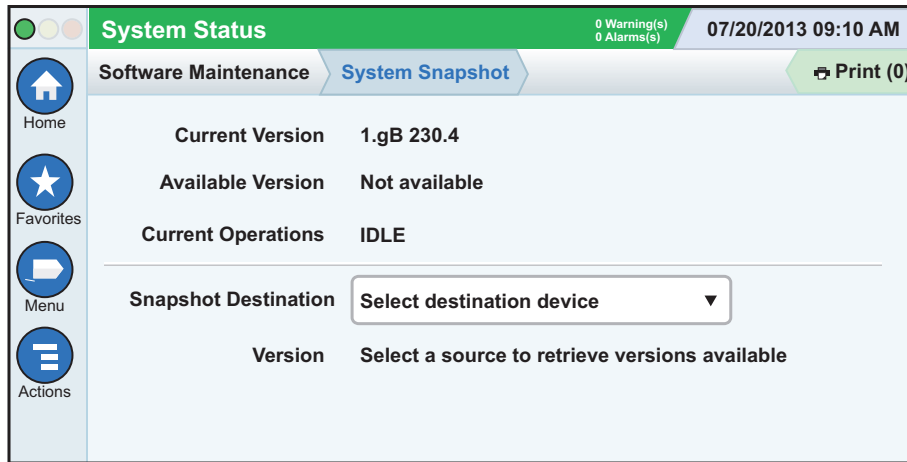 System Status
0 Warning(s)
0 Alarms(s)
07/20/2013 09:10 AM
Software Maintenance
System Snapshot
Print (0)
Home
Favorites
Menu
Actions
Current Version 1.gB 230.4
Available Version Not available
Current Operations IDLE
Snapshot Destination Select destination device
Version Select a source to retrieve versions available